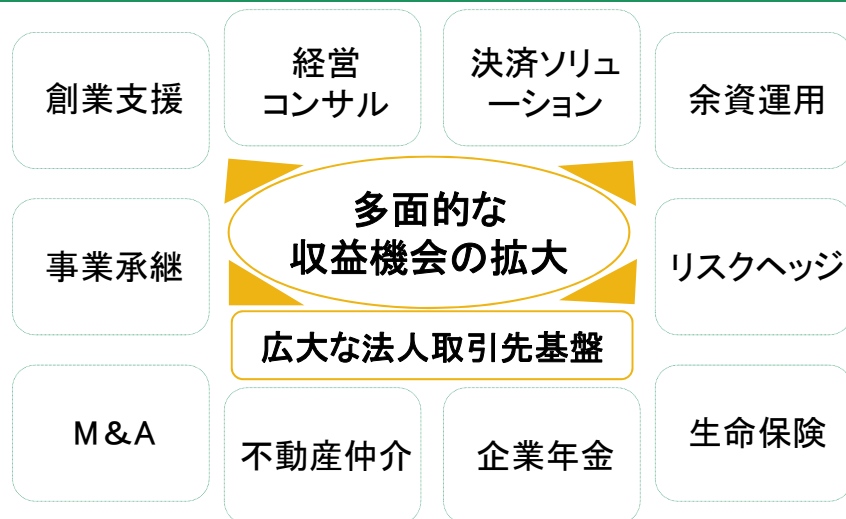 創業支援
経営
コンサル
決済ソリュ
ーション
余資運用
多面的な
収益機会の拡大
事業承継
リスクヘッジ
広大な法人取引先基盤
M&A
不動産仲介
企業年金
生命保険